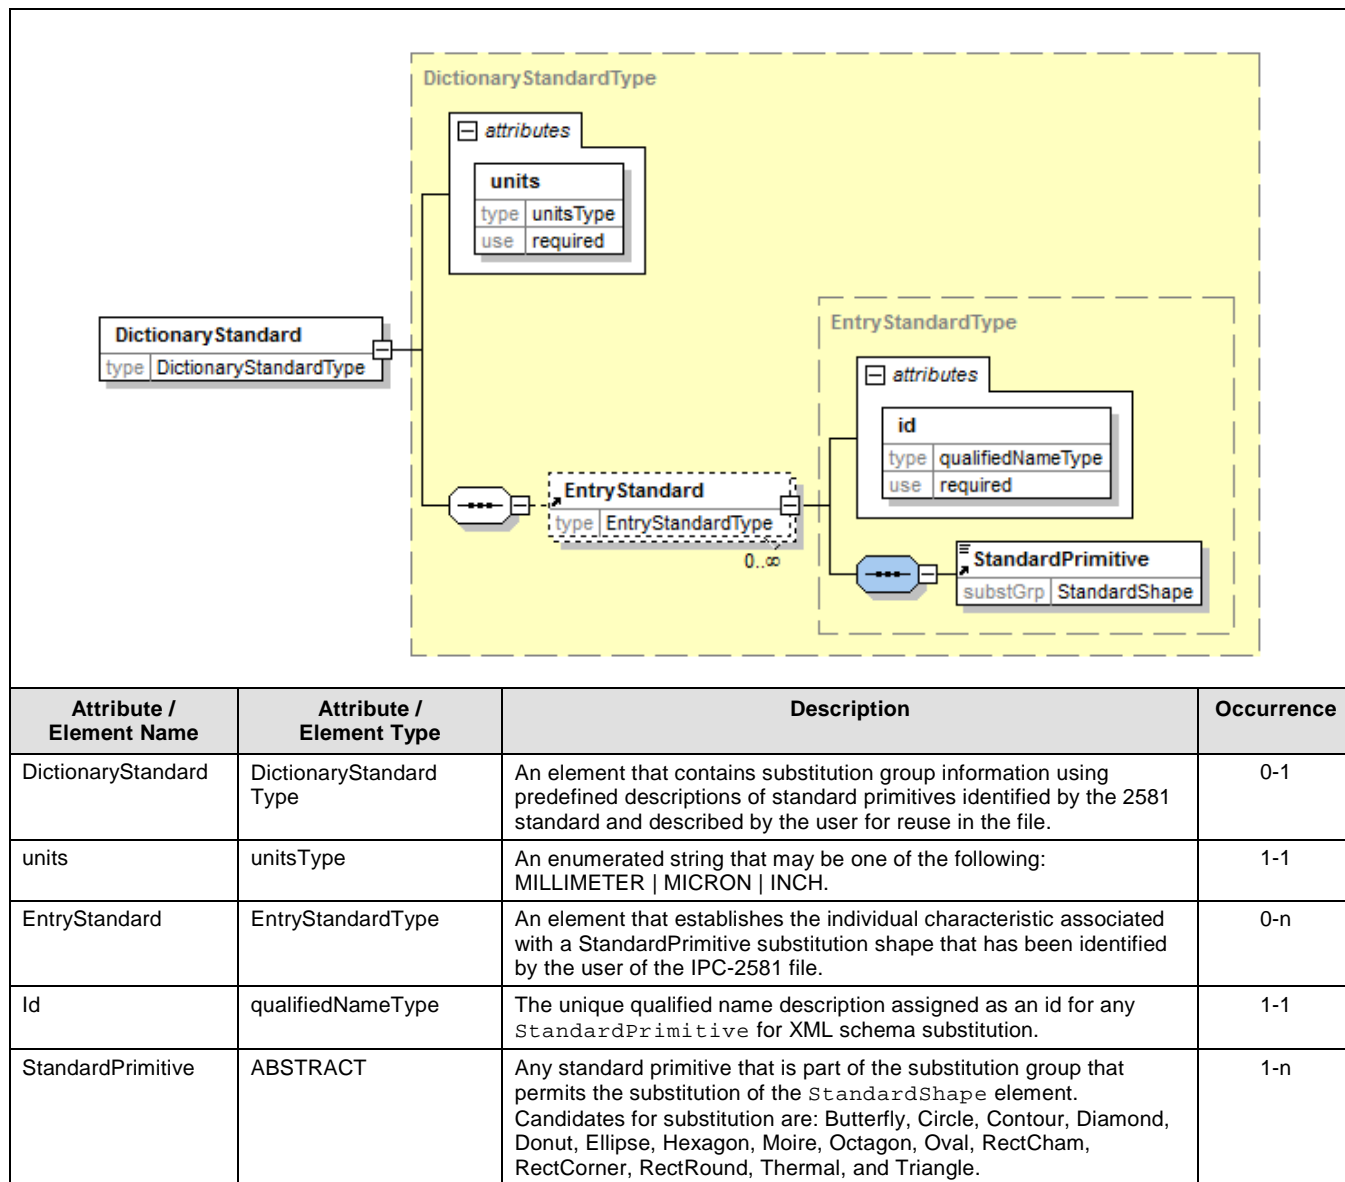 DictionaryStandardType
attributes
units
type unitsType
use required
DictionaryStandard
type DictionaryStandardType
EntryStandardType
attributes
id
type qualifiedNameType
use required
EntryStandard
type EntryStandardType
0..∞
StandardPrimitive
substGrp StandardShape
Attribute / Element Name
Attribute / Element Type
Description
Occurrence
DictionaryStandard
DictionaryStandard
Type
An element that contains substitution group information using
predefined descriptions of standard primitives identified by the 2581
standard and described by the user for reuse in the file.
0-1
units
unitsType
An enumerated string that may be one of the following:
MILLIMETER | MICRON | INCH.
1-1
EntryStandard
EntryStandardType
An element that establishes the individual characteristic associated
with a StandardPrimitive substitution shape that has been identified
by the user of the IPC-2581 file.
0-n
Id
qualifiedNameType
The unique qualified name description assigned as an id for any
StandardPrimitive for XML schema substitution.
1-1
StandardPrimitive
ABSTRACT
Any standard primitive that is part of the substitution group that
permits the substitution of the StandardShape element.
Candidates for substitution are: Butterfly, Circle, Contour, Diamond,
Donut, Ellipse, Hexagon, Moire, Octagon, Oval, RectCham,
RectCorner, RectRound, Thermal, and Triangle.
1-n